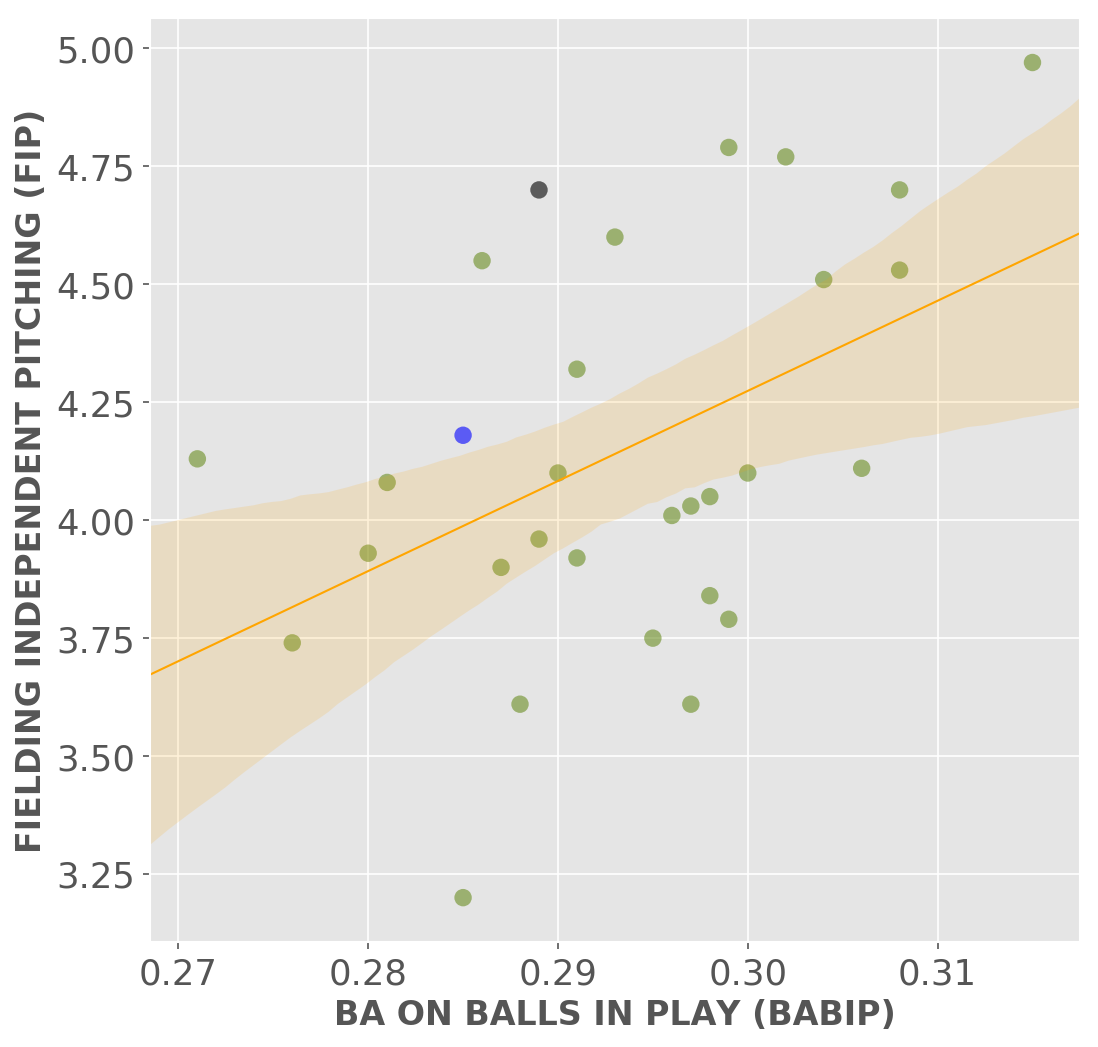 FIELDING INDEPENDENT PITCHING (FIP)
5.00
4.75
4.50
4.25
4.00
3.75
3.50
3.25
0.27 0.28 0.29 0.30 0.31
BA ON BALLS IN PLAY (BABIP)